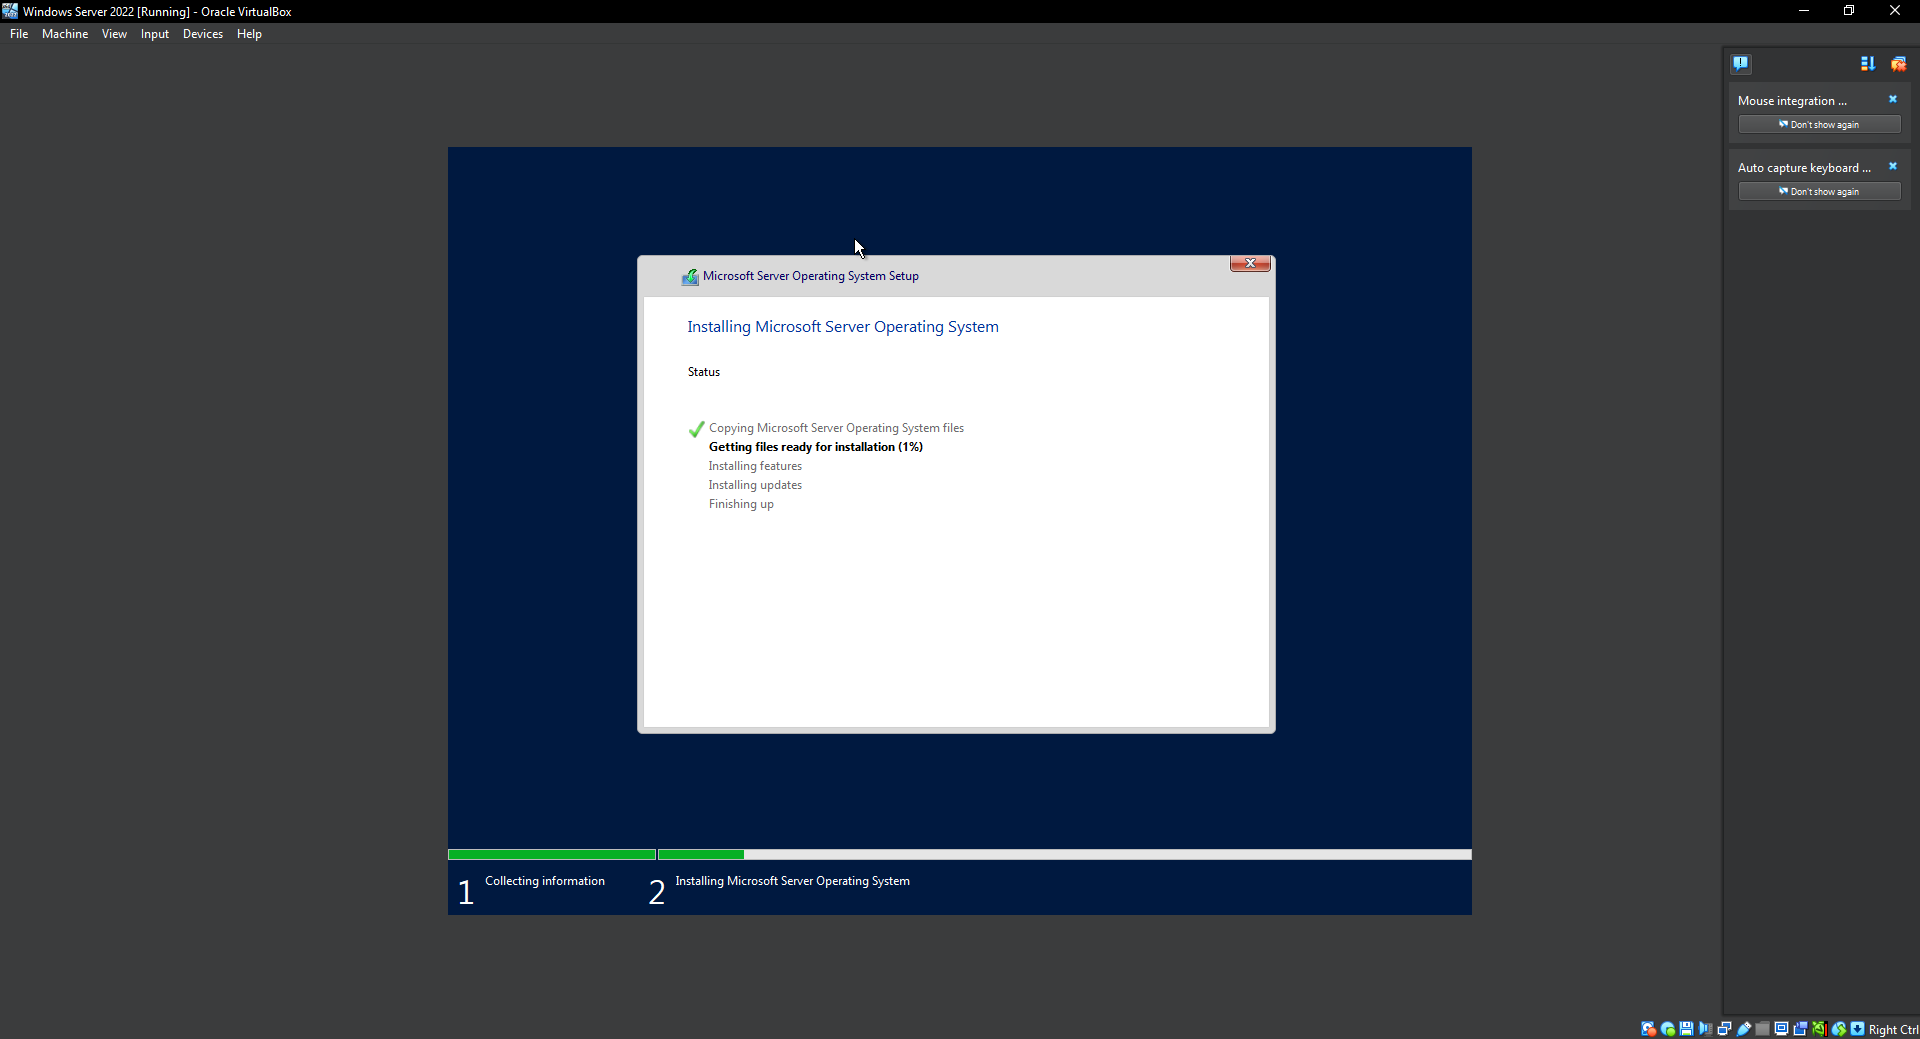 Windows Server 2022 [Running] - Oracle VirtualBox
File Machine View Input Devices Help
Mouse integration ...
Don't show again
Auto capture keyboard ...
Don't show again
Microsoft Server Operating System Setup
Installing Microsoft Server Operating System
Status
Copying Microsoft Server Operating System files
Getting files ready for installation (1%)
Installing features
Installing updates
Finishing up
1 Collecting information
2 Installing Microsoft Server Operating System
Right Ctrl